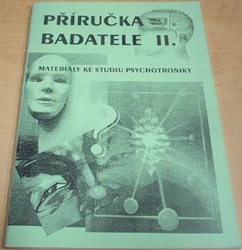 PŘÍRUČKA
BADATELE II.
MATERIÁLY KE STUDIU PSYCHOTRONIKY